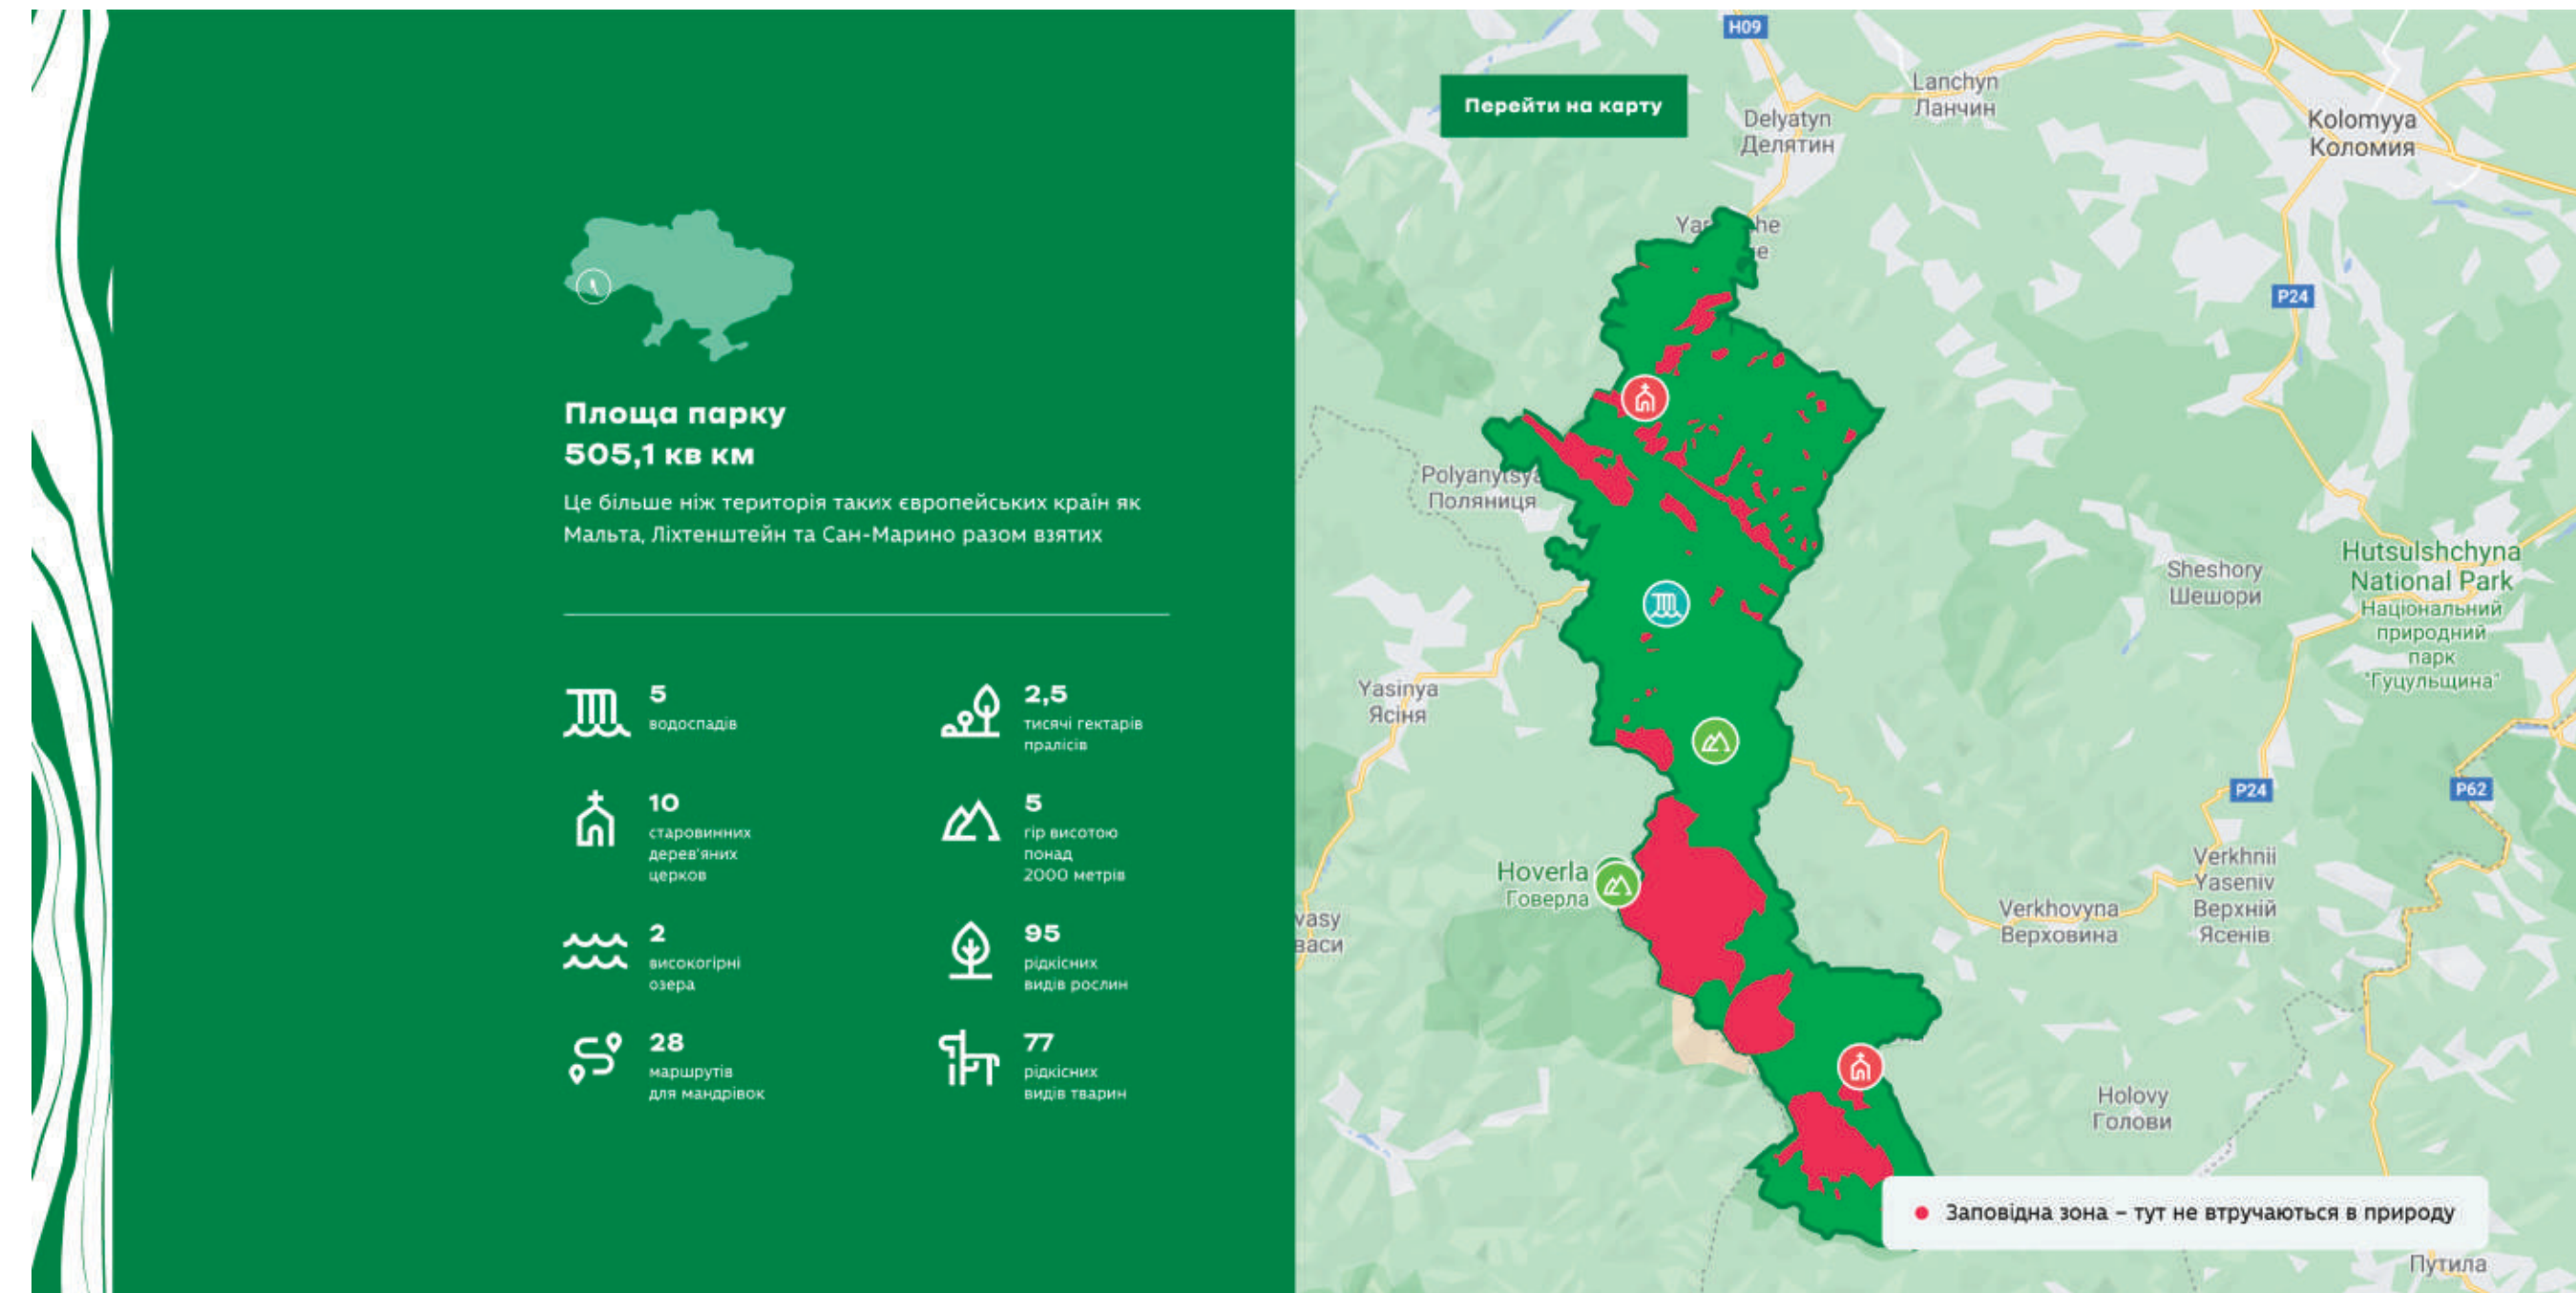 Площа парку
505,1 кв км
Це більше ніж територія таких європейських країн як
Мальта, Ліхтенштейн та Сан-Марино разом взятих
5
водоспадів
2,5
тисячі гектарів
пралісів
10
старовинних
дерев'яних
церков
5
гір висотою
понад
2000 метрів
2
високогірні
озера
95
рідкісних
видів рослин
28
маршрутів
для мандрівок
77
рідкісних
видів тварин
H09
Перейти на карту
Lanchyn
Ланчин
Delyatyn
Делятин
Kolomyya
Коломия
P24
Polyanytsya
Поляниця
Hutsulshchyna
National Park
Національний
природний
парк
"Гуцульщина"
Sheshory
Шешори
Yasinya
Ясіня
P24
P62
Hoverla
Говерла
Verkhnii
Yaseniv
Верхній
Ясенів
Verkhovyna
Верховина
vasy
васи
Holovy
Голови
Заповідна зона – тут не втручаються в природу
Путила